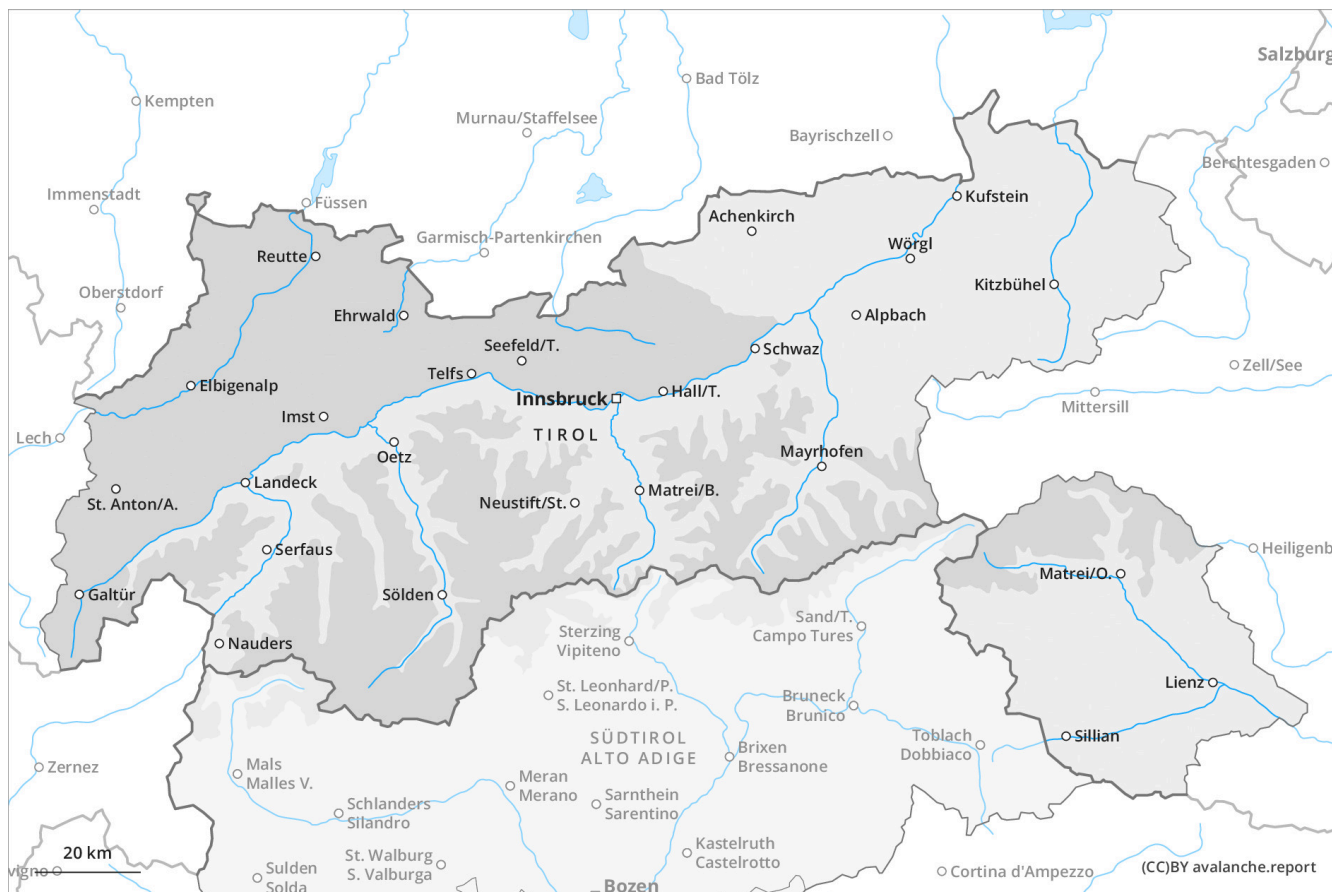 Salzburg
Kempten
Bad Tölz
Murnau/Staffelsee
Bayrischzell
Berchtesgaden
Immenstadt
Füssen
Kufstein
Achenkirch
Garmisch-Partenkirchen
Wörgl
Reutte
Kitzbühel
Oberstdorf
Ehrwald
Alpbach
Seefeld/T.
Schwaz
Zell/See
Telfs
Elbigenalp
Hall/T.
Innsbruck
Mittersill
Imst
Lech
TIROL
Oetz
Mayrhofen
Landeck
Matrei/B.
St. Anton/A.
Neustift/St.
Serfaus
Heiligenb
Matrei/O.
Galtür
Sölden
Sand/T.
Campo Tures
Sterzing
Vipiteno
Nauders
Lienz
St. Leonhard/P.
S. Leonardo i. P.
Bruneck
Brunico
Sillian
SÜDTIROL
ALTO ADIGE
Toblach
Dobbiaco
Brixen
Bressanone
Zernez
Mals
Malles V.
Meran
Merano
Schlanders
Silandro
Sarnthein
Sarentino
Kastelruth
Castelrotto
20 km
St. Walburg
S. Valburga
vigno
Sulden
Solda
Cortina d'Ampezzo
(CC)BY avalanche.report
Bozen